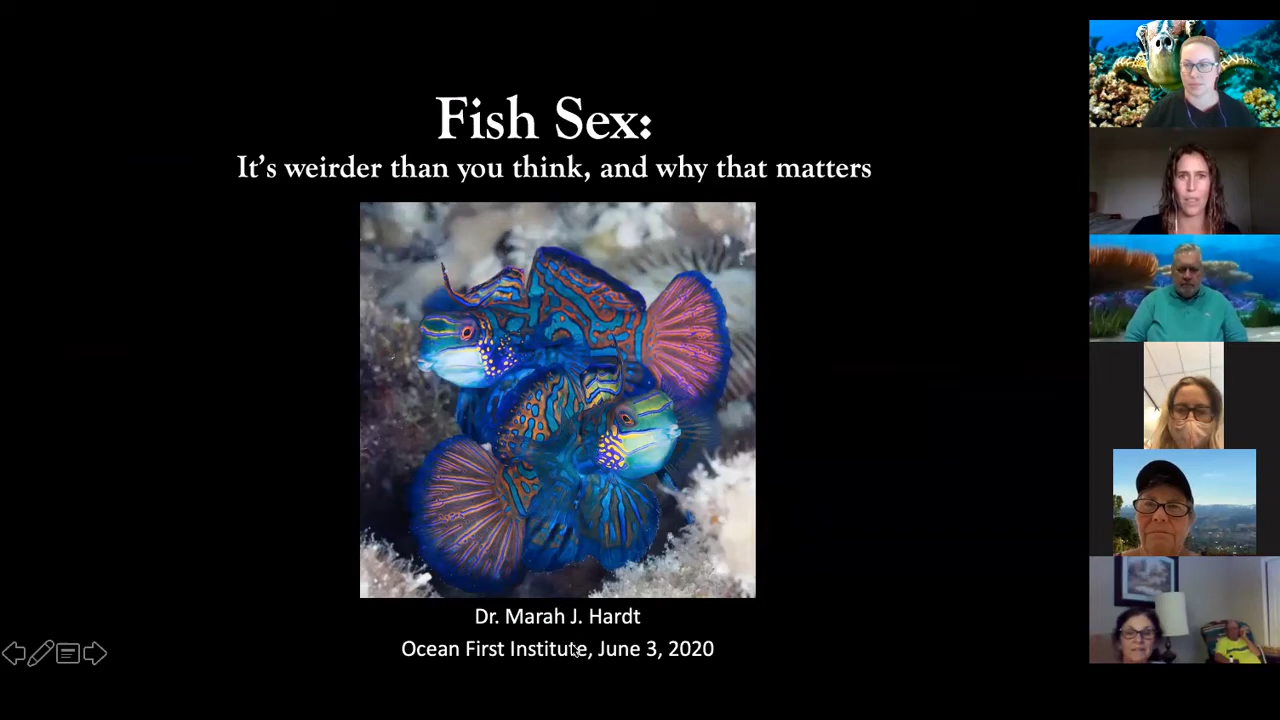 Fish Sex:
It's weirder than you think, and why that matters
Dr. Marah J. Hardt
Ocean First Institute, June 3, 2020